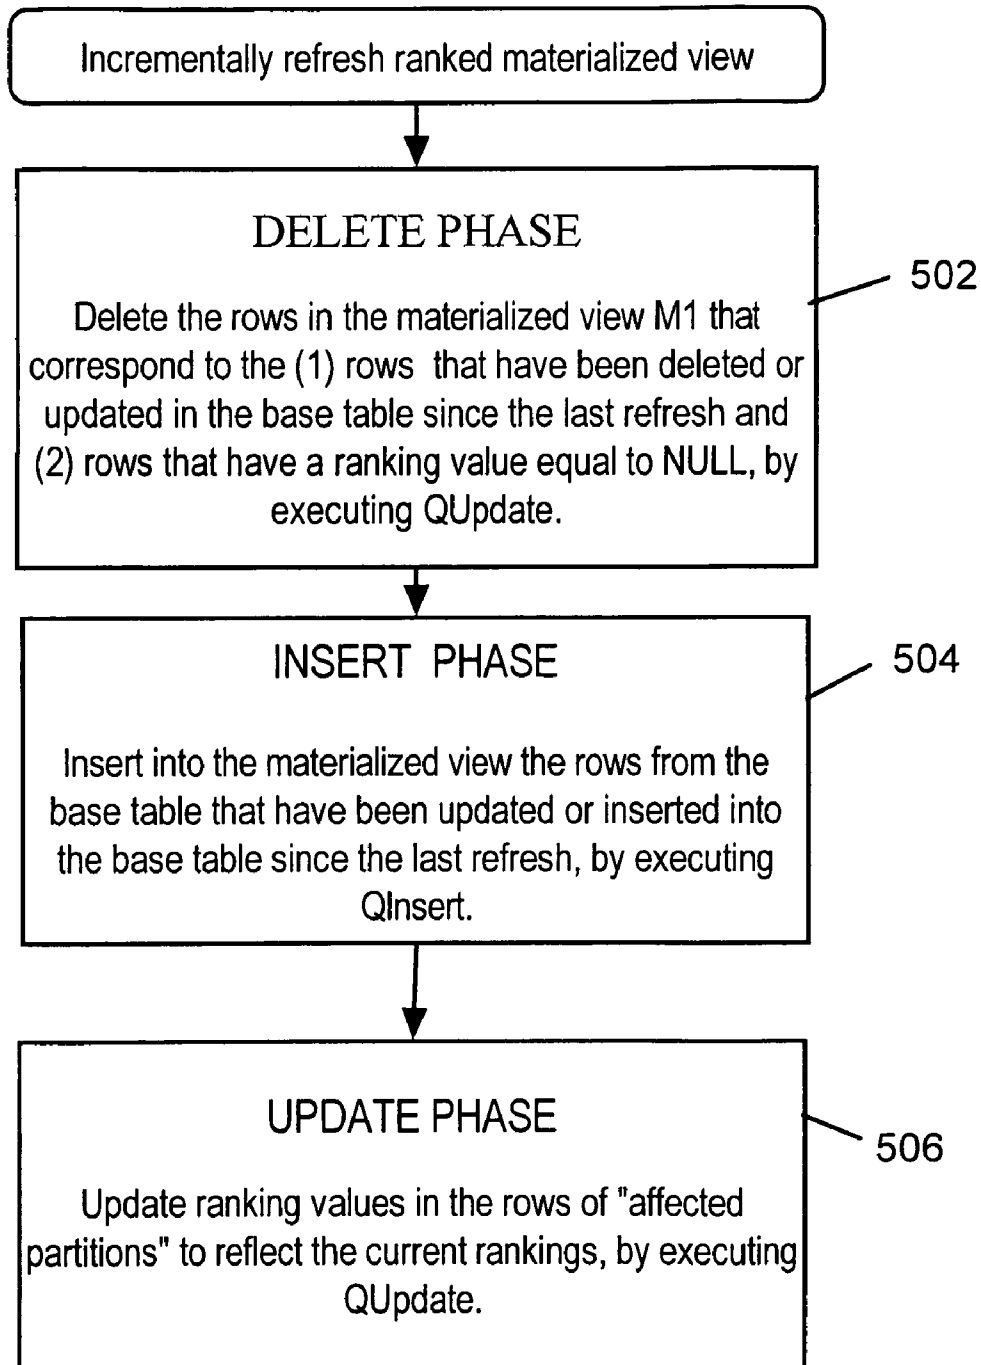 Incrementally refresh ranked materialized view
DELETE PHASE
502
Delete the rows in the materialized view M1 that
correspond to the (1) rows that have been deleted or
updated in the base table since the last refresh and
(2) rows that have a ranking value equal to NULL, by
executing QUpdate.
INSERT PHASE
504
Insert into the materialized view the rows from the
base table that have been updated or inserted into
the base table since the last refresh, by executing
QInsert.
UPDATE PHASE
506
Update ranking values in the rows of "affected
partitions" to reflect the current rankings, by executing
QUpdate.